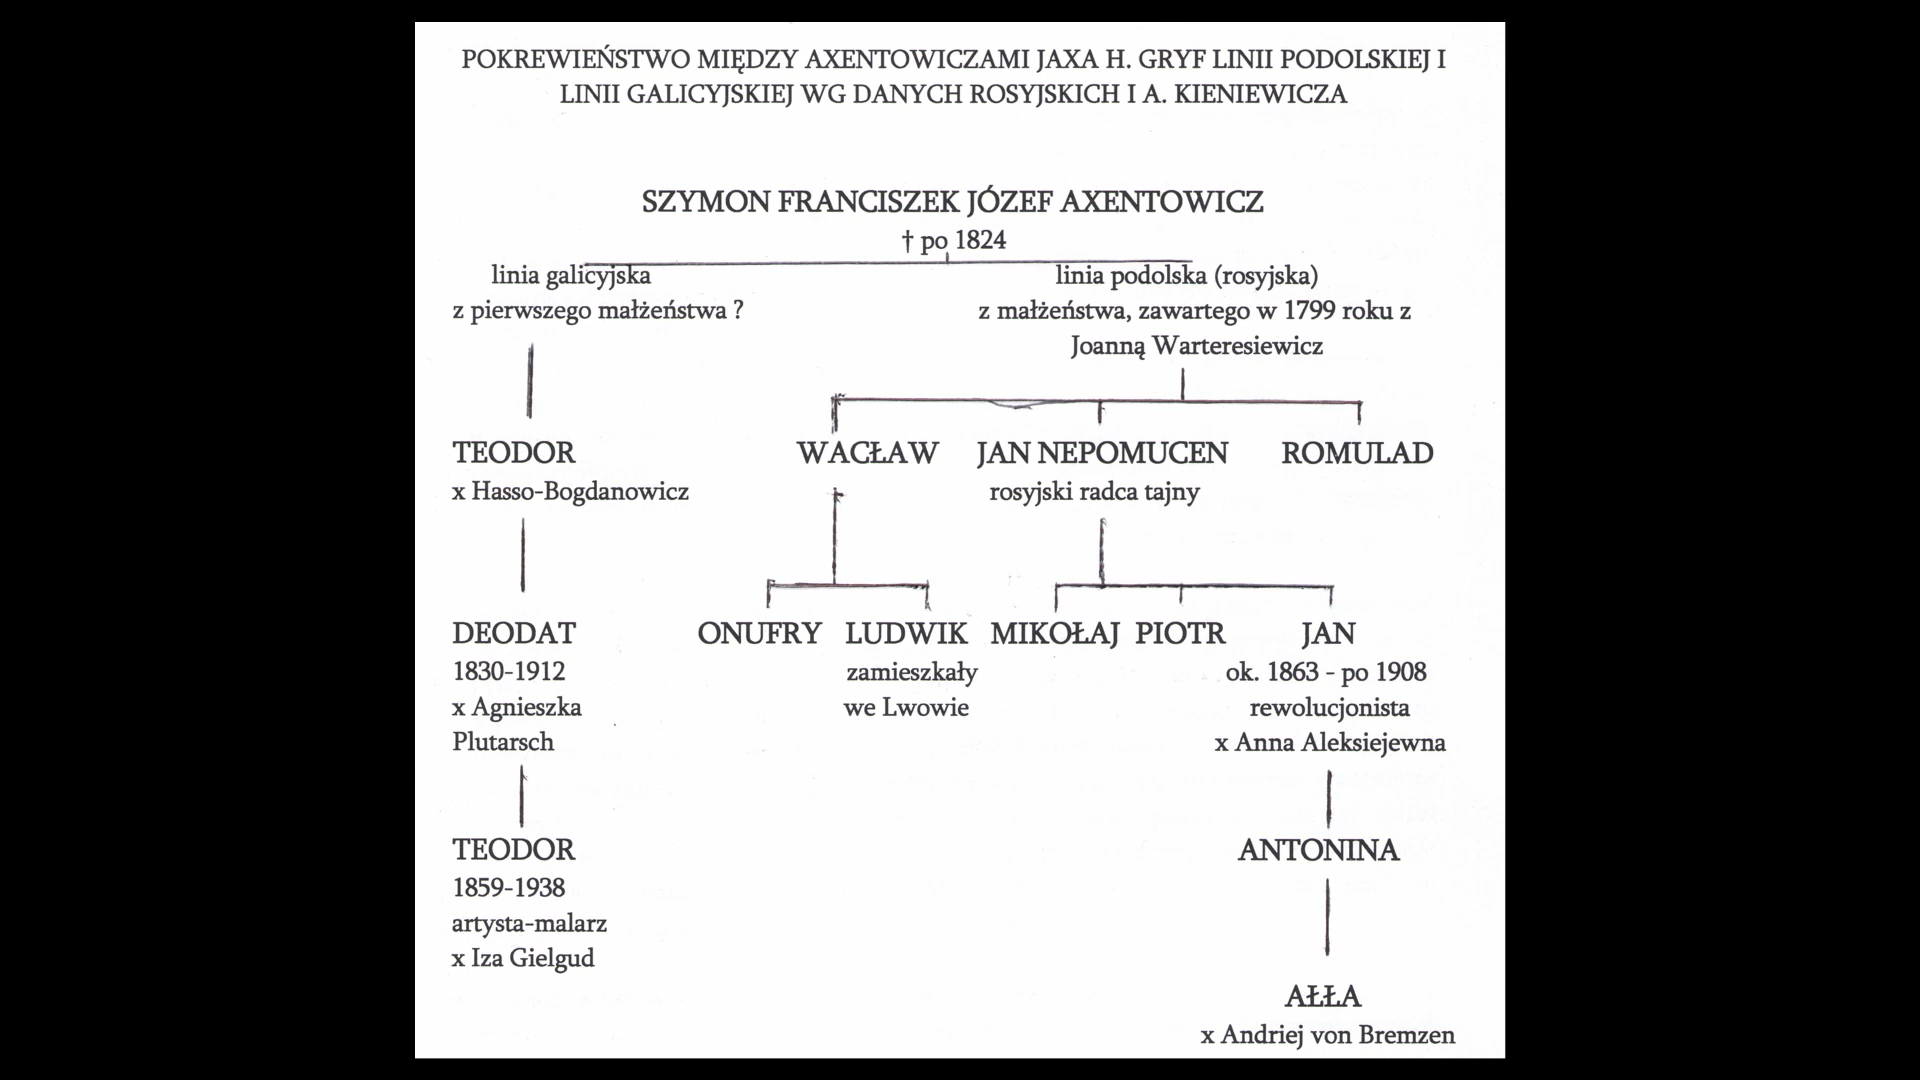 POKREWIEŃSTWO MIĘDZY AXENTOWICZAMI JAXA H. GRYF LINII PODOLSKIEJ I
LINII GALICYJSKIEJ WG DANYCH ROSYJSKICH I A. KIENIEWICZA
SZYMON FRANCISZEK JÓZEF AXENTOWICZ
† po 1824
linia galicyjska
z pierwszego małżeństwa ?
linia podolska (rosyjska)
z małżeństwa, zawartego w 1799 roku z
Joanną Warteresiewicz
TEODOR
x Hasso-Bogdanowicz
WACŁAW
JAN NEPOMUCEN
rosyjski radca tajny
ROMULAD
DEODAT
1830-1912
x Agnieszka
Plutarsch
ONUFRY
LUDWIK
zamieszkały
we Lwowie
MIKOŁAJ
PIOTR
JAN
ok. 1863 - po 1908
rewolucjonista
x Anna Aleksiejewna
TEODOR
1859-1938
artysta-malarz
x Iza Gielgud
ANTONINA
AŁŁA
x Andriej von Bremzen